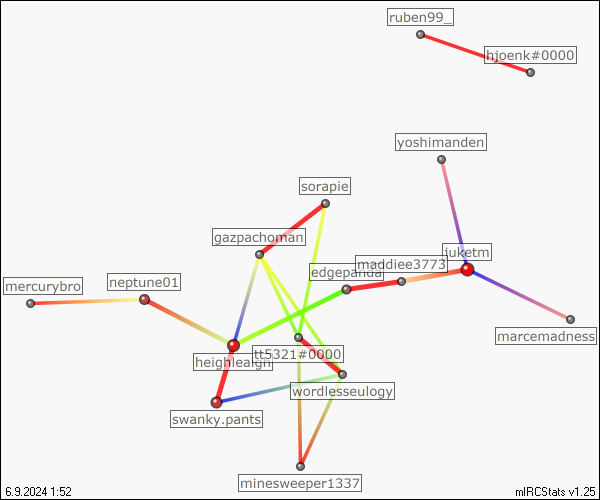 ruben99_
hjoenk#0000
yoshimanden
sorapie
gazpachoman
juketm
maddiee3773
edgepanda
mercurybro
neptune01
marcemadness
tt5321#0000
heighleaigh
wordlesseulogy
swanky.pants
minesweeper1337
6.9.2024 1:52
mIRCStats v1.25